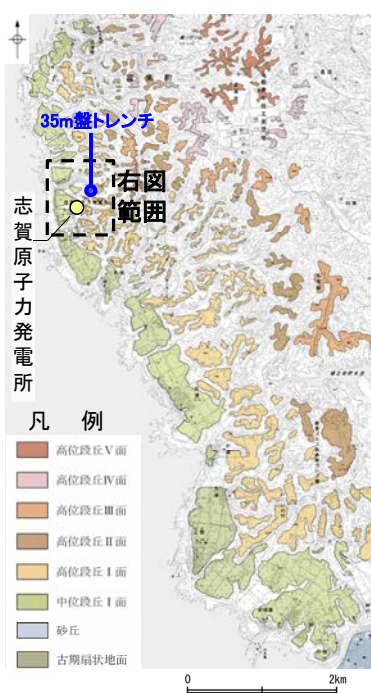 35m盤トレンチ
右図
範囲
志賀原子力発電所
凡 例
高位段丘Ⅴ面
高位段丘Ⅳ面
高位段丘Ⅲ面
高位段丘Ⅱ面
高位段丘Ⅰ面
中位段丘Ⅰ面
砂丘
古期扇状地面
0 2km